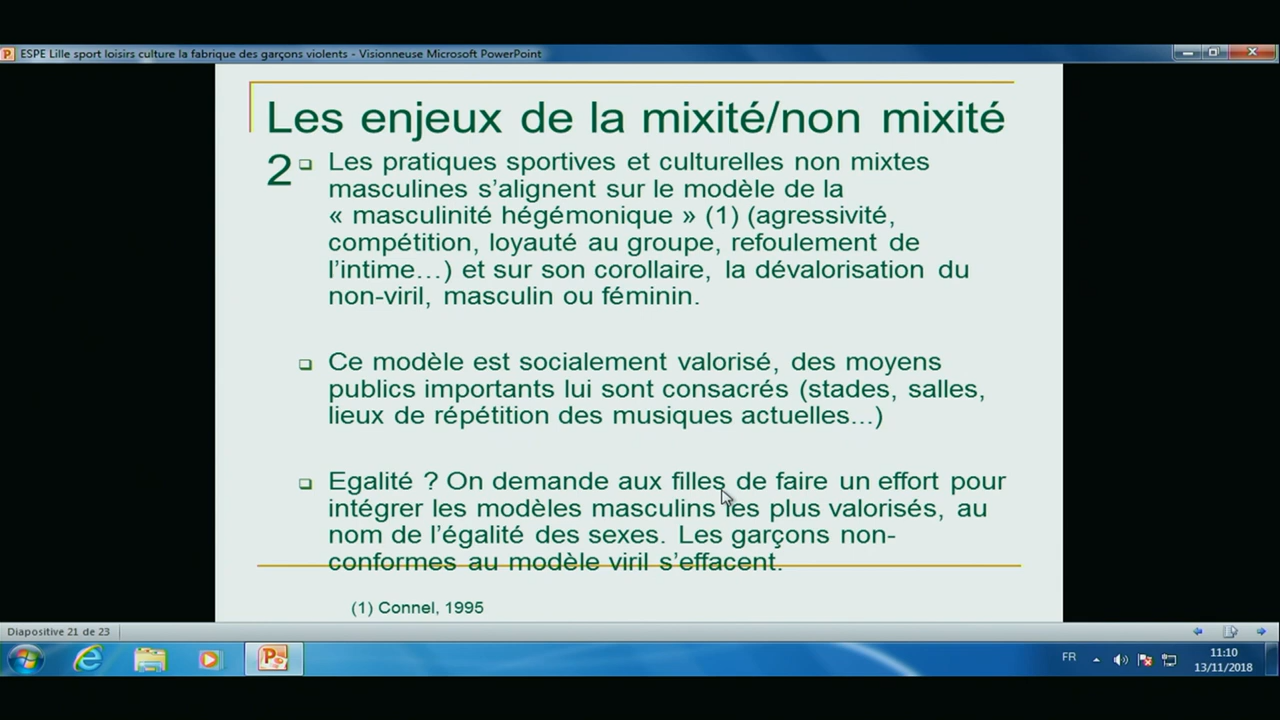 ESPE Lille sport loisirs culture la fabrique des garçons violents - Visionneuse Microsoft PowerPoint
Les enjeux de la mixité/non mixité
2
Les pratiques sportives et culturelles non mixtes
masculines s’alignent sur le modèle de la
« masculinité hégémonique » (1) (agressivité,
compétition, loyauté au groupe, refoulement de
l’intime…) et sur son corollaire, la dévalorisation du
non-viril, masculin ou féminin.
Ce modèle est socialement valorisé, des moyens
publics importants lui sont consacrés (stades, salles,
lieux de répétition des musiques actuelles...)
Egalité ? On demande aux filles de faire un effort pour
intégrer les modèles masculins les plus valorisés, au
nom de l’égalité des sexes. Les garçons non-
conformes au modèle viril s’effacent.
(1) Connel, 1995
Diapositive 21 de 23
FR
11:10
13/11/2018